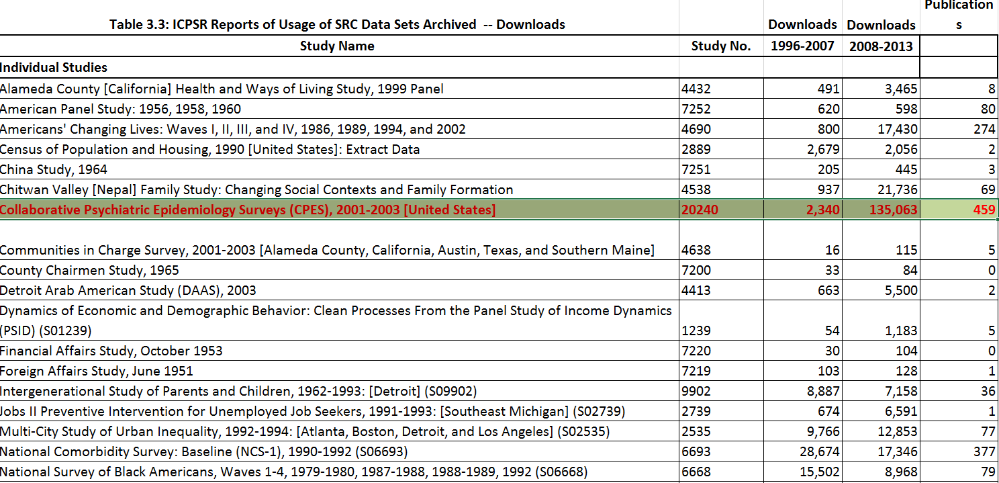 Publication
Table 3.3: ICPSR Reports of Usage of SRC Data Sets Archived -- Downloads Downloads Downloads s
Study Name Study No. 1996-2007 2008-2013
Individual Studies
Alameda County [California] Health and Ways of Living Study, 1999 Panel 4432 491 3,465 8
American Panel Study: 1956, 1958, 1960 7252 620 598 80
Americans' Changing Lives: Waves I, II, III, and IV, 1986, 1989, 1994, and 2002 4690 800 17,430 274
Census of Population and Housing, 1990 [United States]: Extract Data 2889 2,679 2,056 2
China Study, 1964 7251 205 445 3
Chitwan Valley [Nepal] Family Study: Changing Social Contexts and Family Formation 4538 937 21,736 69
Collaborative Psychiatric Epidemiology Surveys (CPES), 2001-2003 [United States] 20240 2,340 135,063 459
Communities in Charge Survey, 2001-2003 [Alameda County, California, Austin, Texas, and Southern Maine] 4638 16 115 5
County Chairmen Study, 1965 7200 33 84 0
Detroit Arab American Study (DAAS), 2003 4413 663 5,500 2
Dynamics of Economic and Demographic Behavior: Clean Processes From the Panel Study of Income Dynamics
(PSID) (S01239) 1239 54 1,183 5
Financial Affairs Study, October 1953 7220 30 104 0
Foreign Affairs Study, June 1951 7219 103 128 1
Intergenerational Study of Parents and Children, 1962-1993: [Detroit] (S09902) 9902 8,887 7,158 36
Jobs II Preventive Intervention for Unemployed Job Seekers, 1991-1993: [Southeast Michigan] (S02739) 2739 674 6,591 1
Multi-City Study of Urban Inequality, 1992-1994: [Atlanta, Boston, Detroit, and Los Angeles] (S02535) 2535 9,766 12,853 77
National Comorbidity Survey: Baseline (NCS-1), 1990-1992 (S06693) 6693 28,674 17,346 377
National Survey of Black Americans, Waves 1-4, 1979-1980, 1987-1988, 1988-1989, 1992 (S06668) 6668 15,502 8,968 79